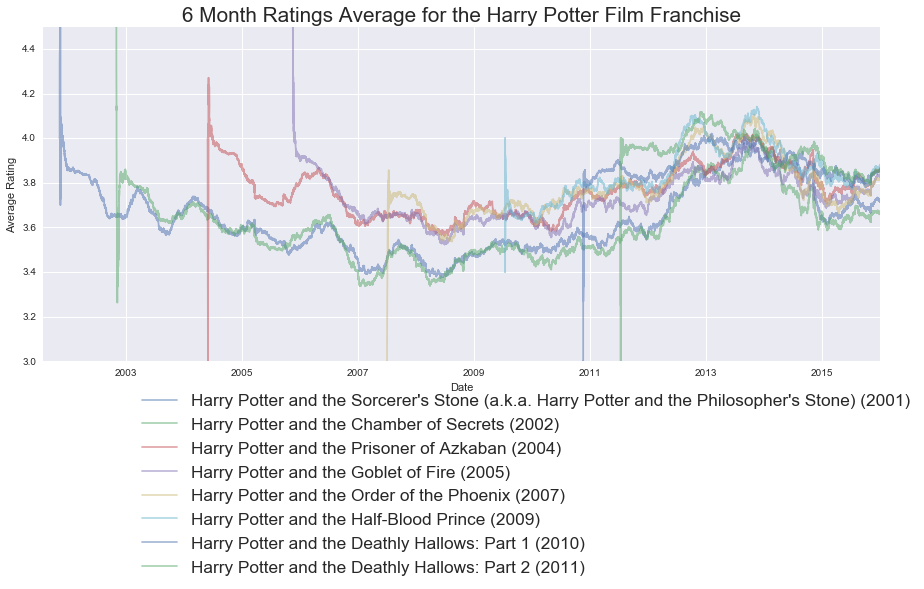 6 Month Ratings Average for the Harry Potter Film Franchise
4.4
4.2
4.0
3.8
3.6
3.4
3.2
3.0
Average Rating
2003 2005 2007 2009 2011 2013 2015
Date
Harry Potter and the Sorcerer's Stone (a.k.a. Harry Potter and the Philosopher's Stone) (2001)
Harry Potter and the Chamber of Secrets (2002)
Harry Potter and the Prisoner of Azkaban (2004)
Harry Potter and the Goblet of Fire (2005)
Harry Potter and the Order of the Phoenix (2007)
Harry Potter and the Half-Blood Prince (2009)
Harry Potter and the Deathly Hallows: Part 1 (2010)
Harry Potter and the Deathly Hallows: Part 2 (2011)